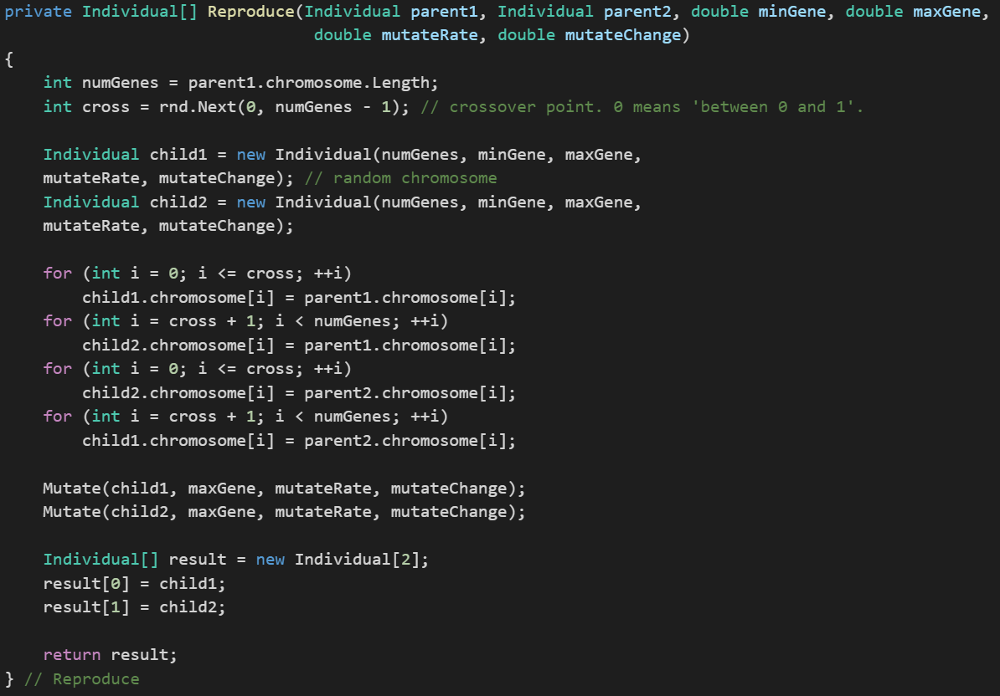 private Individual[] Reproduce(Individual parent1, Individual parent2, double minGene, double maxGene,
                                double mutateRate, double mutateChange)
{
    int numGenes = parent1.chromosome.Length;
    int cross = rnd.Next(0, numGenes - 1); // crossover point. 0 means 'between 0 and 1'.

    Individual child1 = new Individual(numGenes, minGene, maxGene,
    mutateRate, mutateChange); // random chromosome
    Individual child2 = new Individual(numGenes, minGene, maxGene,
    mutateRate, mutateChange);

    for (int i = 0; i <= cross; ++i)
        child1.chromosome[i] = parent1.chromosome[i];
    for (int i = cross + 1; i < numGenes; ++i)
        child2.chromosome[i] = parent1.chromosome[i];
    for (int i = 0; i <= cross; ++i)
        child2.chromosome[i] = parent2.chromosome[i];
    for (int i = cross + 1; i < numGenes; ++i)
        child1.chromosome[i] = parent2.chromosome[i];

    Mutate(child1, maxGene, mutateRate, mutateChange);
    Mutate(child2, maxGene, mutateRate, mutateChange);

    Individual[] result = new Individual[2];
    result[0] = child1;
    result[1] = child2;

    return result;
} // Reproduce